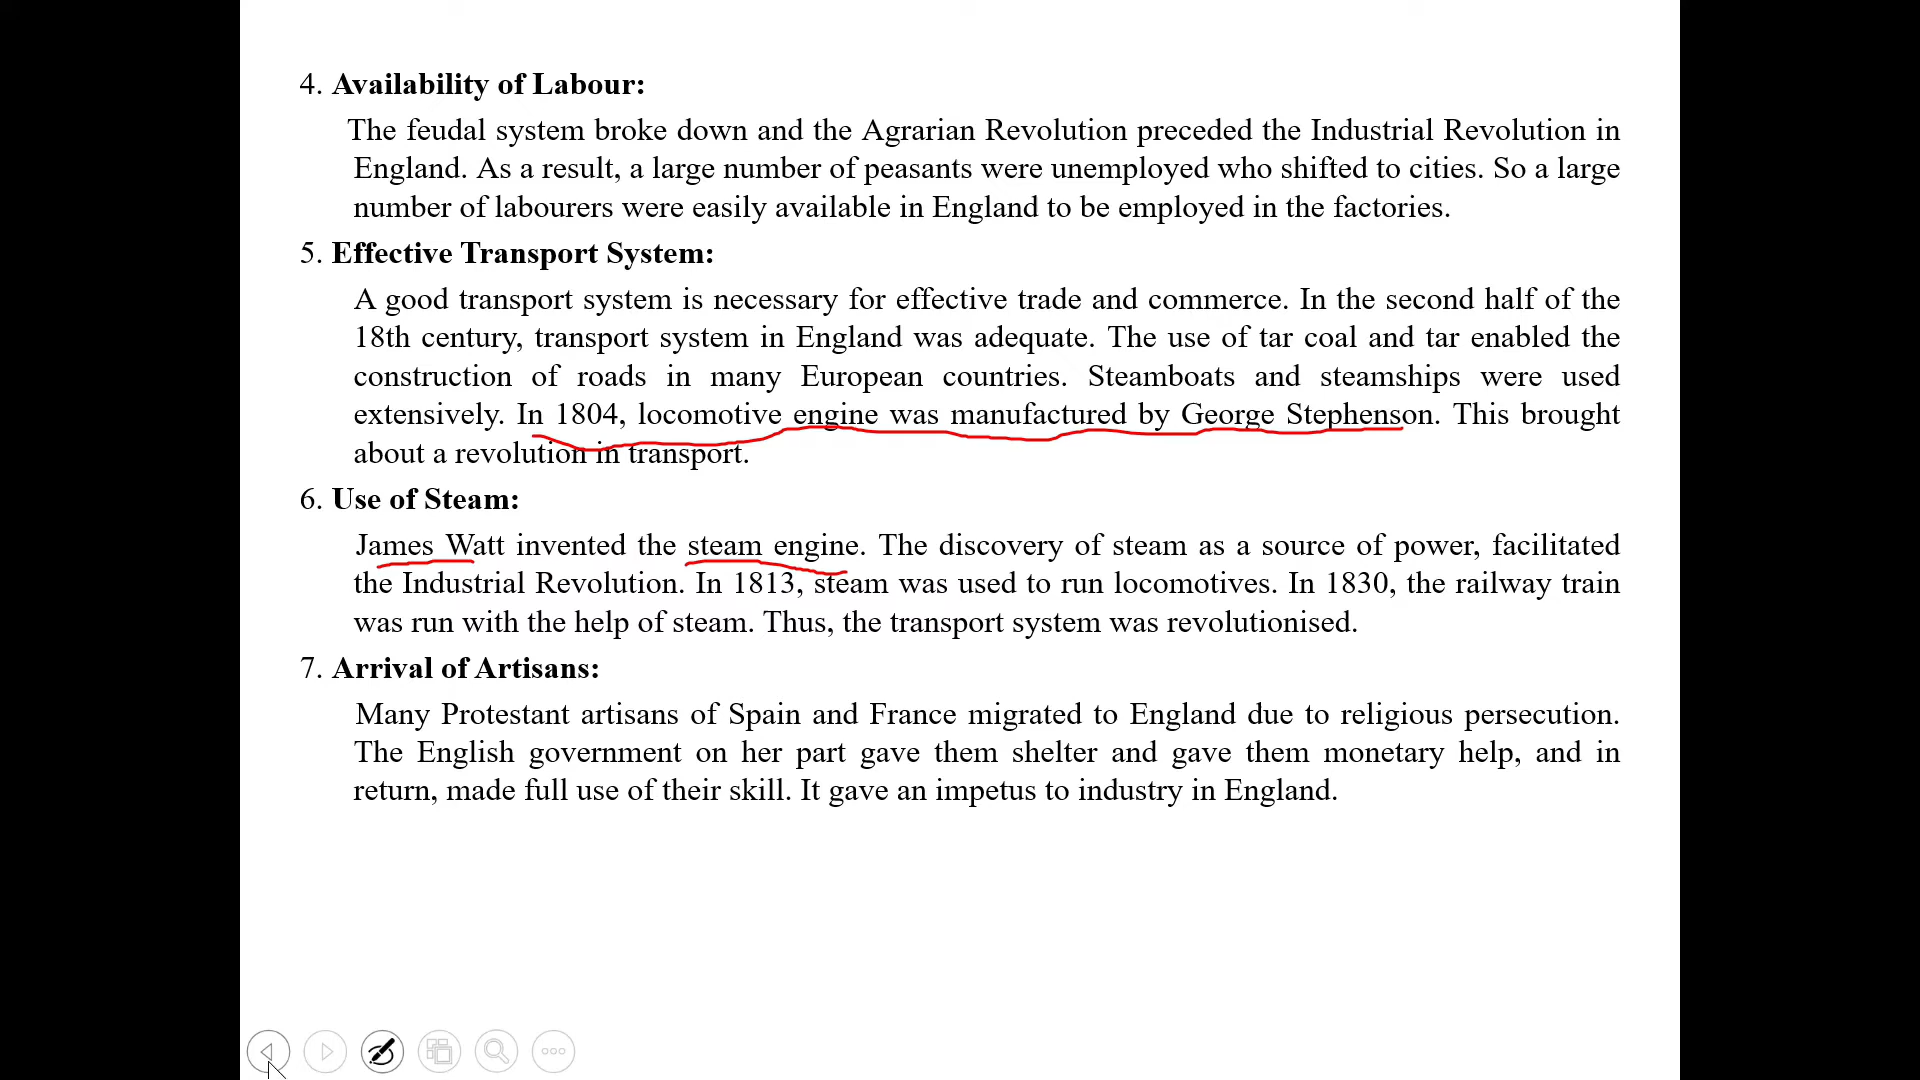 4. Availability of Labour:
The feudal system broke down and the Agrarian Revolution preceded the Industrial Revolution in
England. As a result, a large number of peasants were unemployed who shifted to cities. So a large
number of labourers were easily available in England to be employed in the factories.
5. Effective Transport System:
A good transport system is necessary for effective trade and commerce. In the second half of the
18th century, transport system in England was adequate. The use of tar coal and tar enabled the
construction of roads in many European countries. Steamboats and steamships were used
extensively. In 1804, locomotive engine was manufactured by George Stephenson. This brought
about a revolution in transport.
6. Use of Steam:
James Watt invented the steam engine. The discovery of steam as a source of power, facilitated
the Industrial Revolution. In 1813, steam was used to run locomotives. In 1830, the railway train
was run with the help of steam. Thus, the transport system was revolutionised.
7. Arrival of Artisans:
Many Protestant artisans of Spain and France migrated to England due to religious persecution.
The English government on her part gave them shelter and gave them monetary help, and in
return, made full use of their skill. It gave an impetus to industry in England.